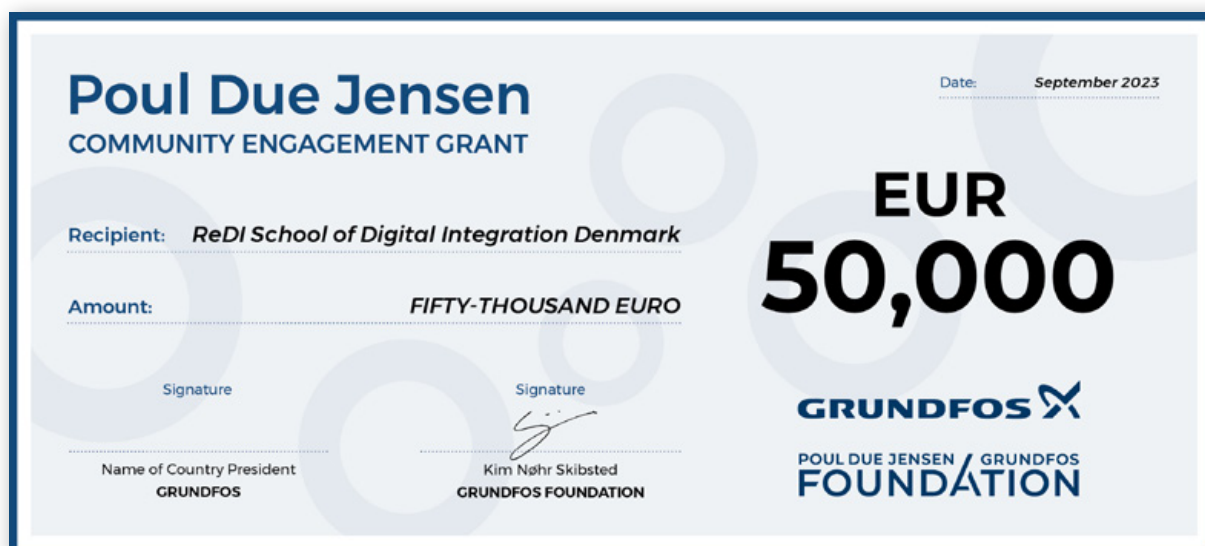 Poul Due Jensen
COMMUNITY ENGAGEMENT GRANT
Date: September 2023
EUR
50,000
Recipient: ReDI School of Digital Integration Denmark
Amount: FIFTY-THOUSAND EURO
Signature
Signature
Name of Country President
GRUNDFOS
Kim Nøhr Skibsted
GRUNDFOS FOUNDATION
GRUNDFOS
POUL DUE JENSEN / GRUNDFOS
FOUNDATION